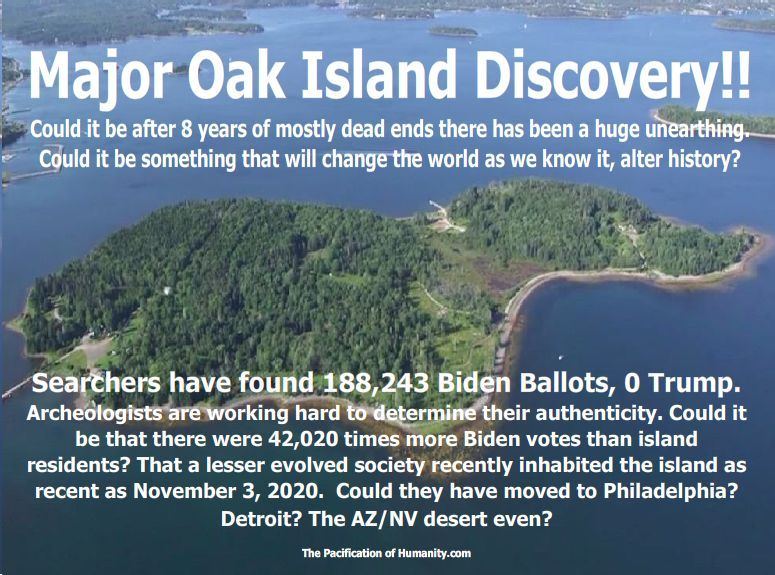 Major Oak Island Discovery!!
Could it be after 8 years of mostly dead ends there has been a huge unearthing.
Could it be something that will change the world as we know it, alter history?
Searchers have found 188,243 Biden Ballots, 0 Trump.
Archeologists are working hard to determine their authenticity. Could it
be that there were 42,020 times more Biden votes than island
residents? That a lesser evolved society recently inhabited the island as
recent as November 3, 2020.  Could they have moved to Philadelphia?
Detroit? The AZ/NV desert even?
The Pacification of Humanity.com